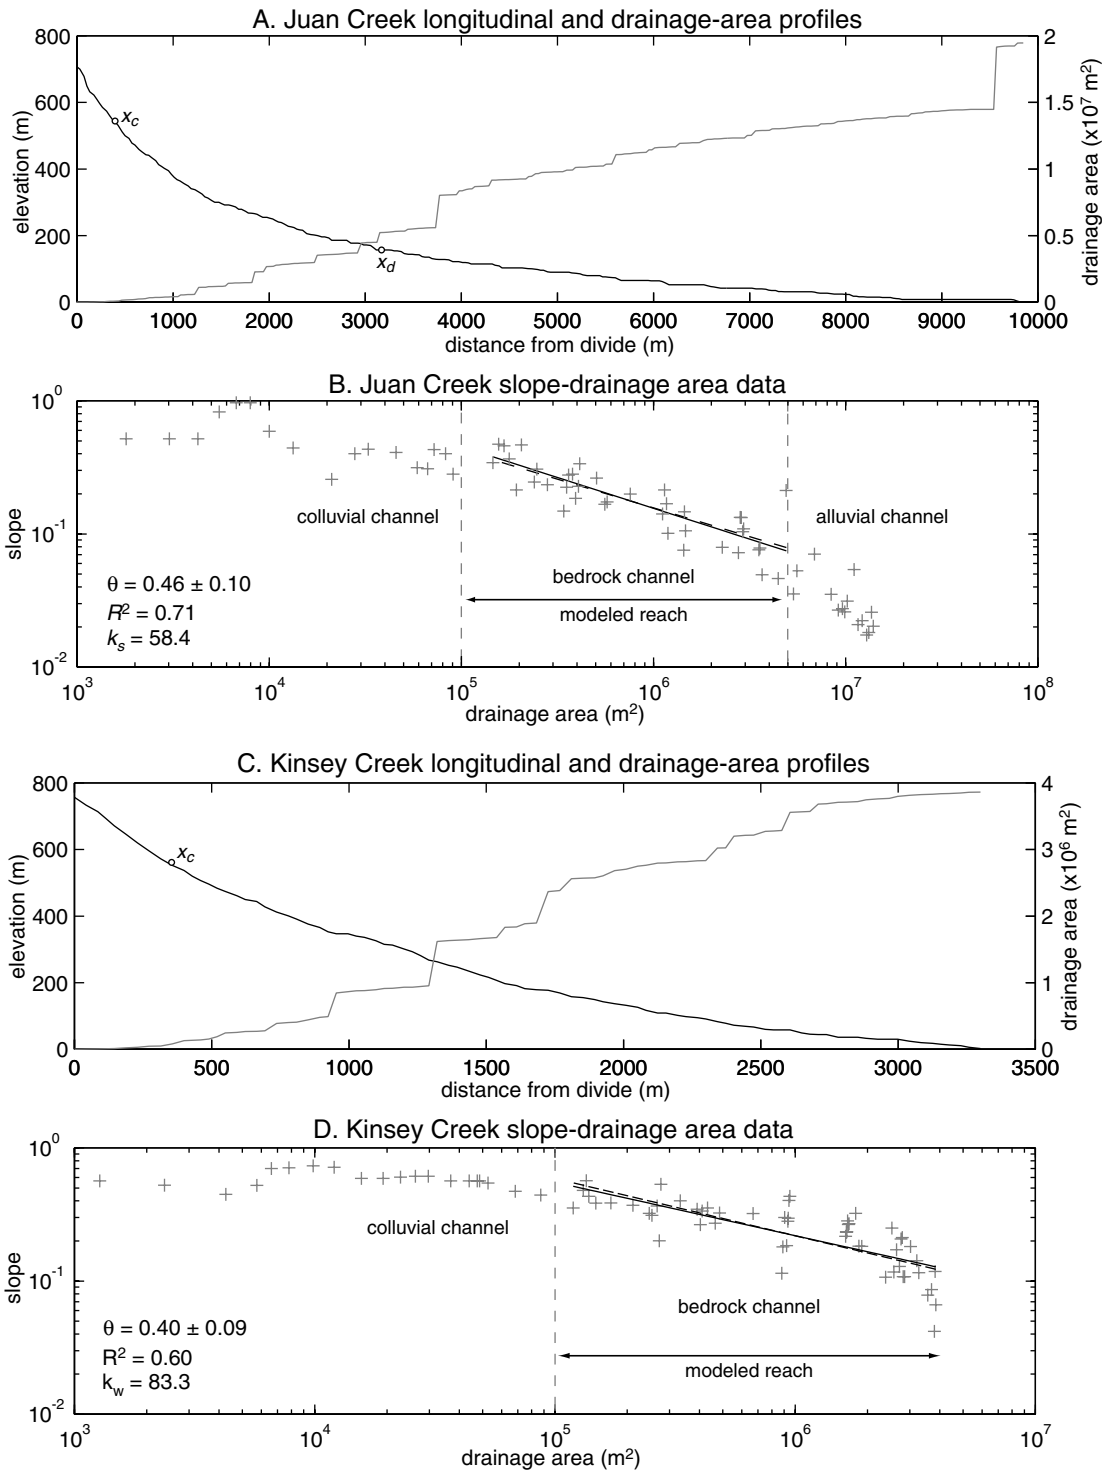 A. Juan Creek longitudinal and drainage-area profiles
800
600
400
200
0
elevation (m)
x_c
x_d
2
1.5
1
0.5
0
drainage area (x10^7 m^2)
0 1000 2000 3000 4000 5000 6000 7000 8000 9000 10000
distance from divide (m)
B. Juan Creek slope-drainage area data
10^0
10^-1
10^-2
slope
colluvial channel
alluvial channel
bedrock channel
modeled reach
θ = 0.46 ± 0.10
R^2 = 0.71
k_s = 58.4
10^3 10^4 10^5 10^6 10^7 10^8
drainage area (m^2)
C. Kinsey Creek longitudinal and drainage-area profiles
800
600
400
200
0
elevation (m)
x_c
4
3
2
1
0
drainage area (x10^6 m^2)
0 500 1000 1500 2000 2500 3000 3500
distance from divide (m)
D. Kinsey Creek slope-drainage area data
10^0
10^-1
10^-2
slope
colluvial channel
bedrock channel
modeled reach
θ = 0.40 ± 0.09
R^2 = 0.60
k_w = 83.3
10^3 10^4 10^5 10^6 10^7
drainage area (m^2)